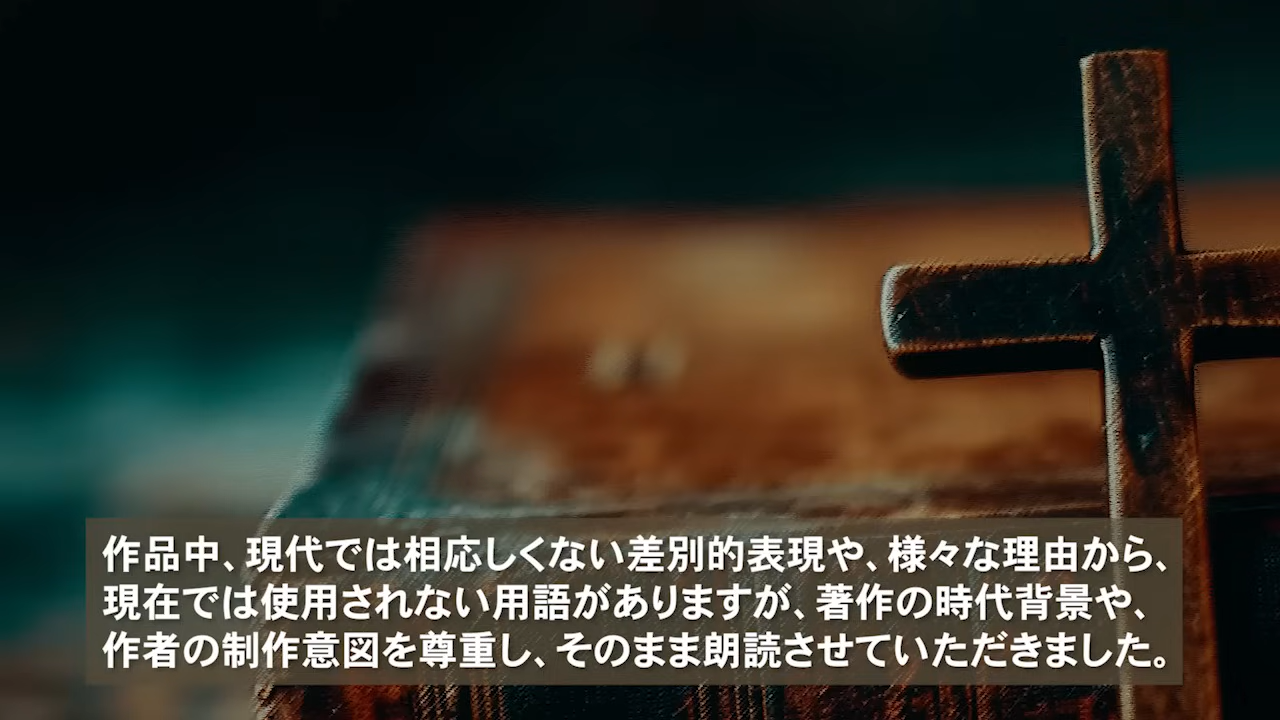 作品中、現代では相応しくない差別的表現や、様々な理由から、
現在では使用されない用語がありますが、著作の時代背景や、
作者の制作意図を尊重し、そのまま朗読させていただきました。